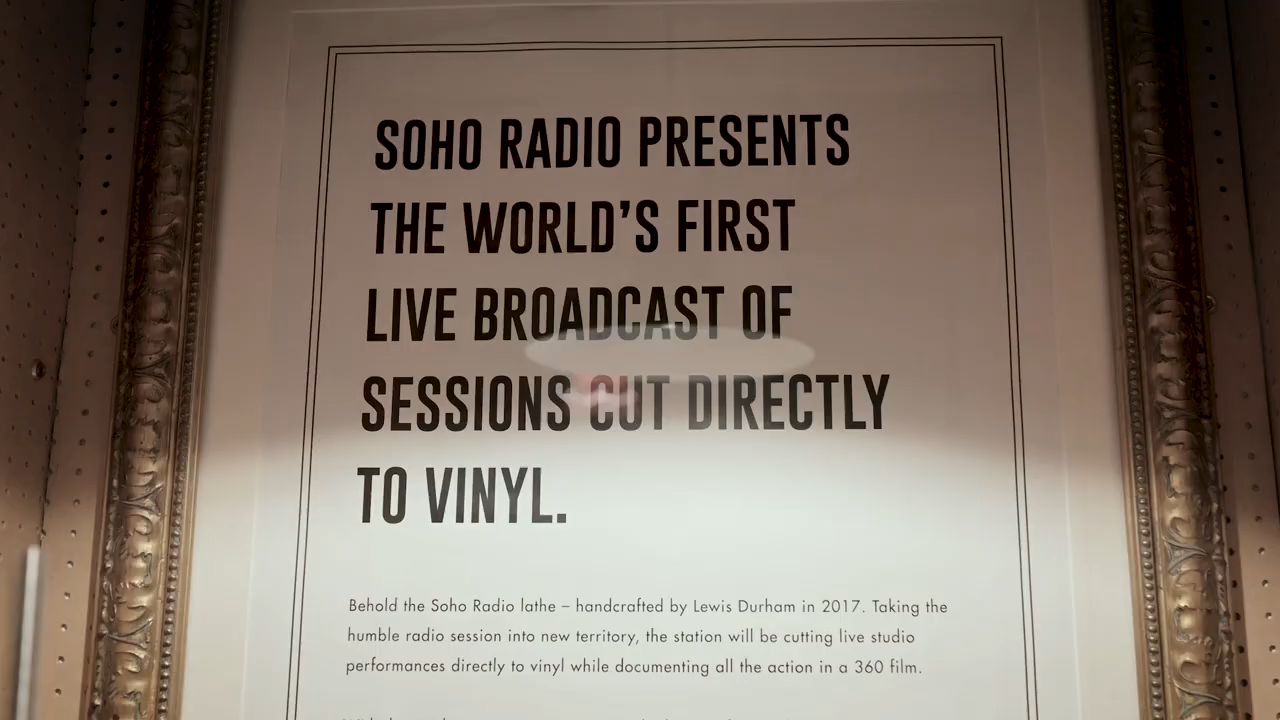 SOHO RADIO PRESENTS
THE WORLD'S FIRST
LIVE BROADCAST OF
SESSIONS CUT DIRECTLY
TO VINYL.
Behold the Soho Radio lathe – handcrafted by Lewis Durham in 2017. Taking the
humble radio session into new territory, the station will be cutting live studio
performances directly to vinyl while documenting all the action in a 360 film.